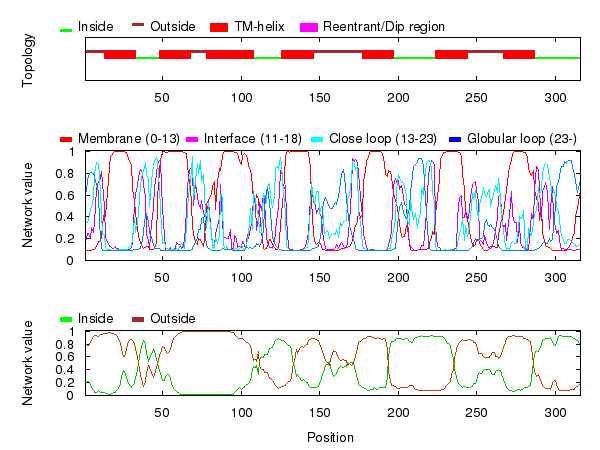 Inside Outside TM-helix Reentrant/Dip region
Topology
50 100 150 200 250 300
Membrane (0-13) Interface (11-18) Close loop (13-23) Globular loop (23-)
Network value
1
0.8
0.6
0.4
0.2
0
50 100 150 200 250 300
Inside Outside
Network value
1
0.8
0.6
0.4
0.2
0
50 100 150 200 250 300
Position